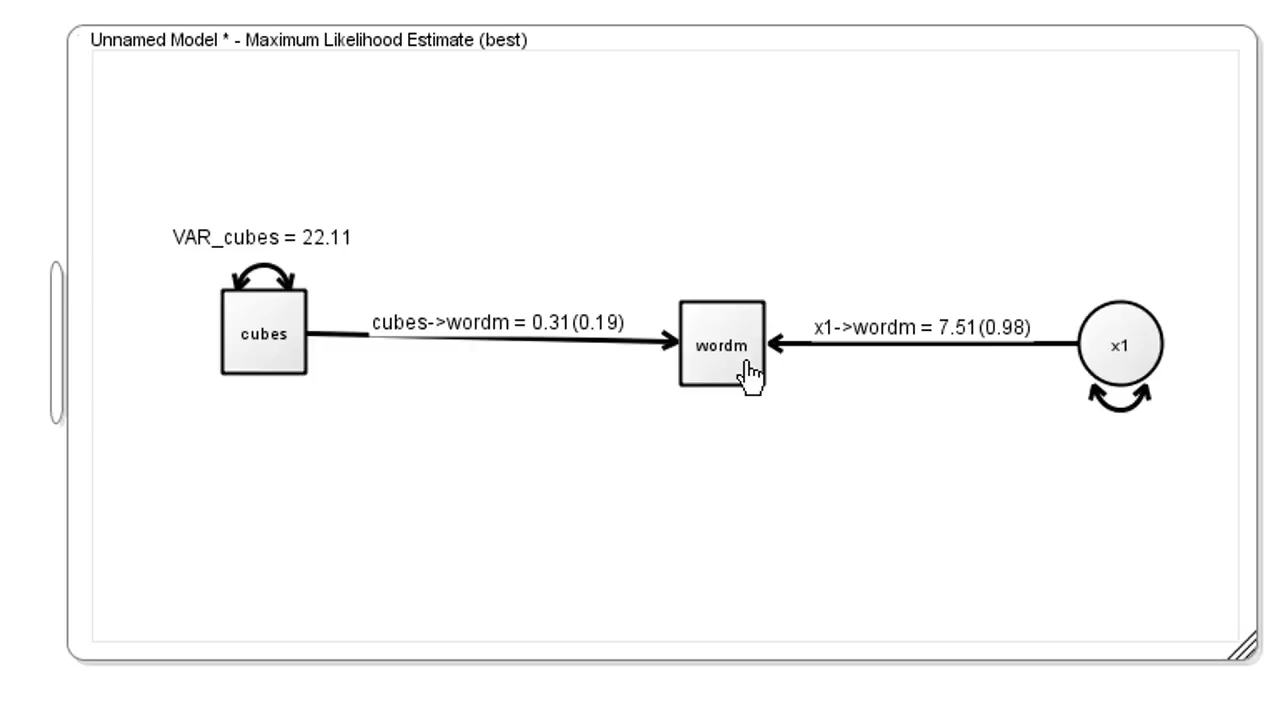 Unnamed Model * - Maximum Likelihood Estimate (best)
VAR_cubes = 22.11
cubes
cubes->wordm = 0.31(0.19)
wordm
x1->wordm = 7.51(0.98)
x1